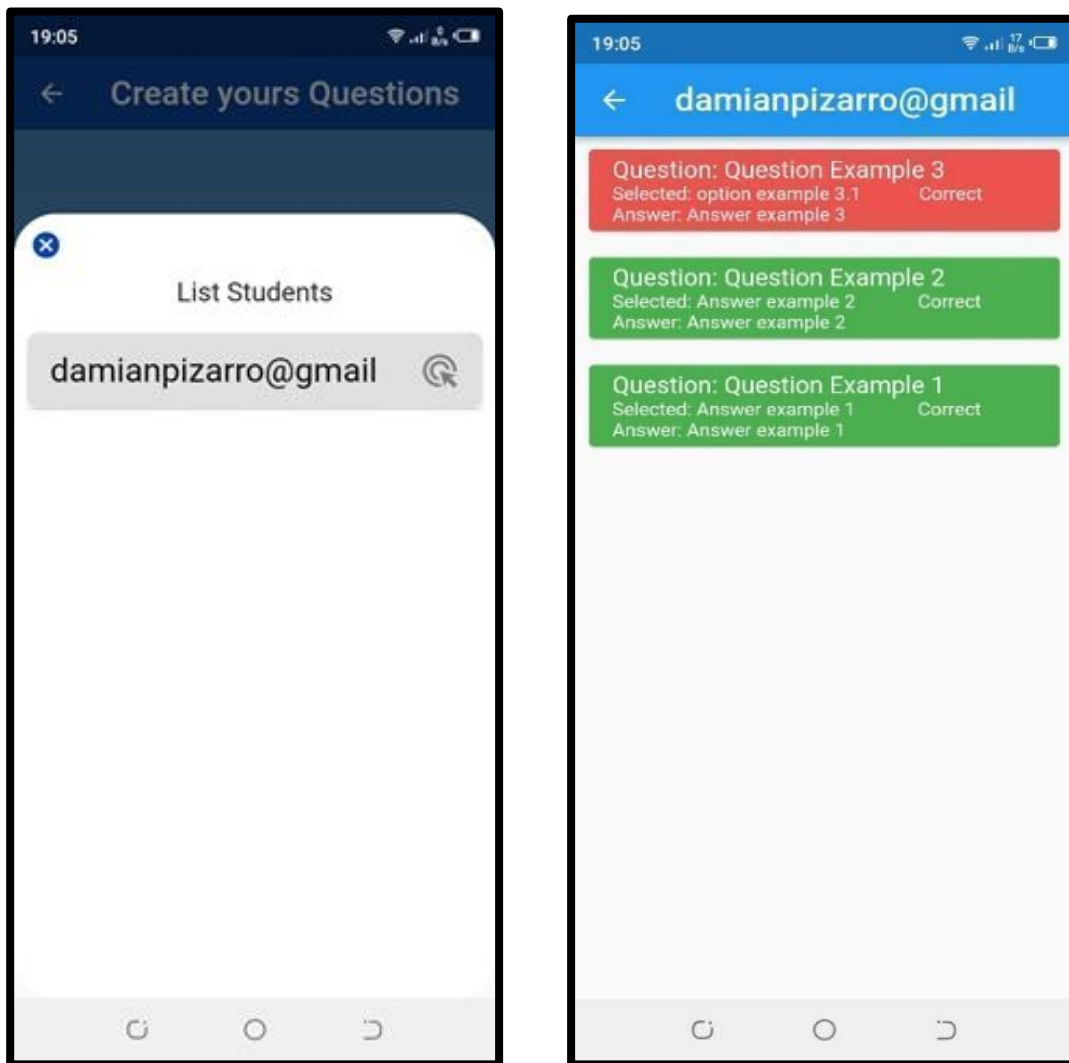 19:05
0 B/s
Create yours Questions
List Students
damianpizarro@gmail
19:05
17 B/s
damianpizarro@gmail
Question: Question Example 3
Selected: option example 3.1 Correct
Answer: Answer example 3
Question: Question Example 2
Selected: Answer example 2 Correct
Answer: Answer example 2
Question: Question Example 1
Selected: Answer example 1 Correct
Answer: Answer example 1